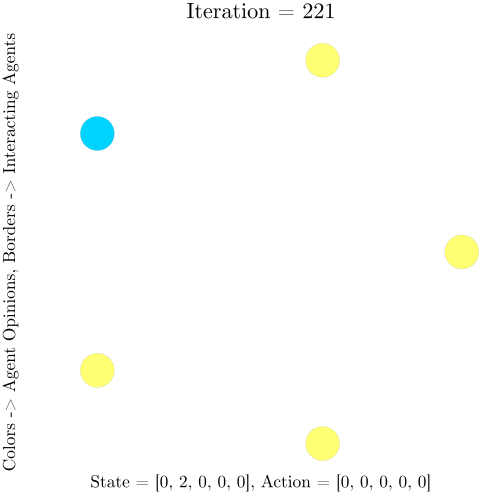 Iteration = 221
Colors -> Agent Opinions, Borders -> Interacting Agents
State = [0, 2, 0, 0, 0], Action = [0, 0, 0, 0, 0]